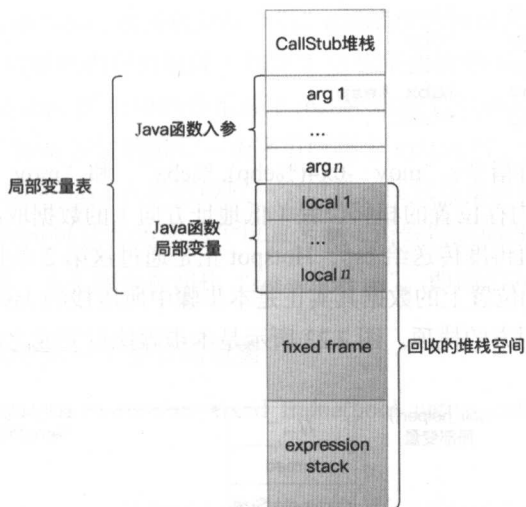 CallStub堆栈
arg 1
Java函数入参
...
arg n
局部变量表
local 1
Java函数
局部变量
...
local n
fixed frame
回收的堆栈空间
expression
stack